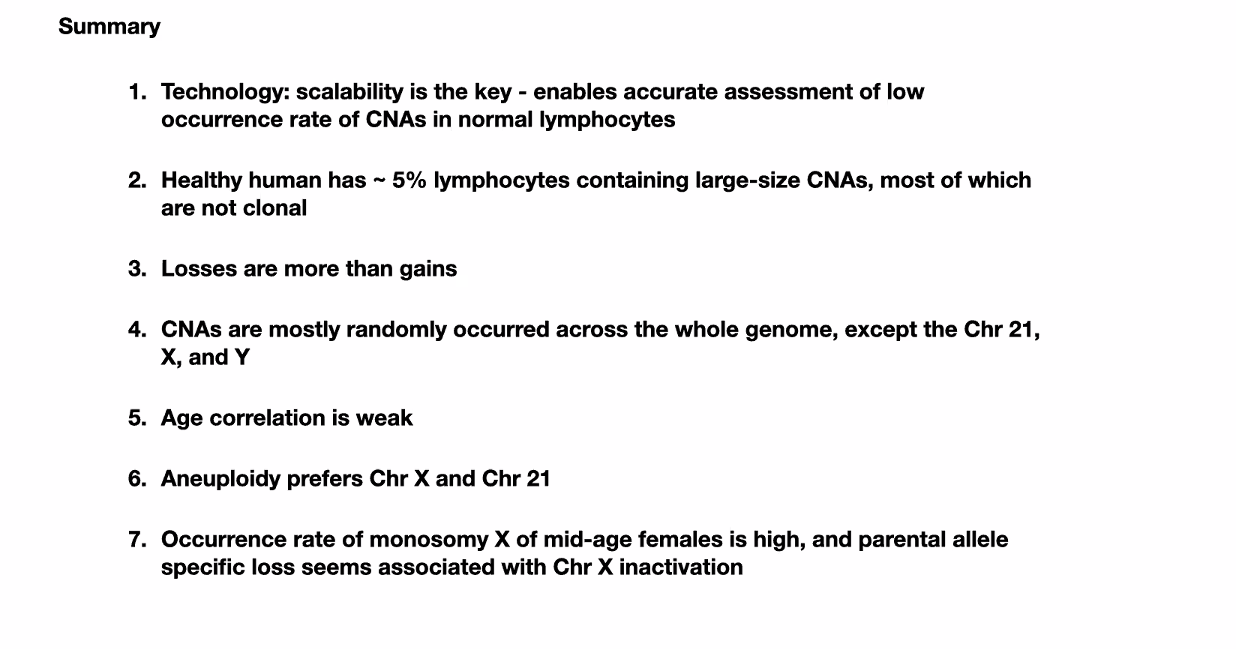 Summary
1. Technology: scalability is the key - enables accurate assessment of low
occurrence rate of CNAs in normal lymphocytes
2. Healthy human has ~ 5% lymphocytes containing large-size CNAs, most of which
are not clonal
3. Losses are more than gains
4. CNAs are mostly randomly occurred across the whole genome, except the Chr 21,
X, and Y
5. Age correlation is weak
6. Aneuploidy prefers Chr X and Chr 21
7. Occurrence rate of monosomy X of mid-age females is high, and parental allele
specific loss seems associated with Chr X inactivation